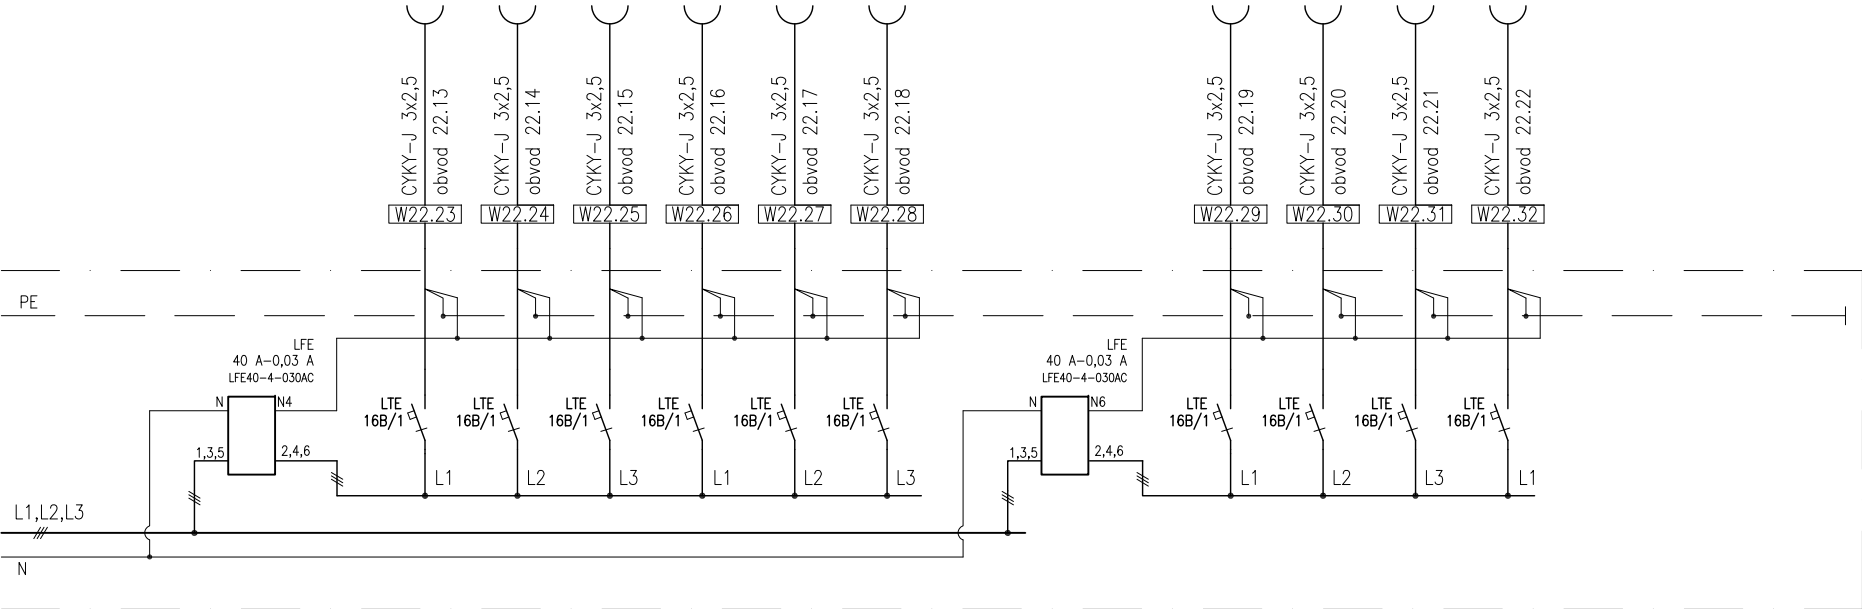 CYKY-J 3x2,5
obvod 22.13
CYKY-J 3x2,5
obvod 22.14
CYKY-J 3x2,5
obvod 22.15
CYKY-J 3x2,5
obvod 22.16
CYKY-J 3x2,5
obvod 22.17
CYKY-J 3x2,5
obvod 22.18
CYKY-J 3x2,5
obvod 22.19
CYKY-J 3x2,5
obvod 22.20
CYKY-J 3x2,5
obvod 22.21
CYKY-J 3x2,5
obvod 22.22
W22.23
W22.24
W22.25
W22.26
W22.27
W22.28
W22.29
W22.30
W22.31
W22.32
PE
LFE
40 A-0,03 A
LFE40-4-030AC
N
N4
1,3,5
2,4,6
LTE
16B/1
LTE
16B/1
LTE
16B/1
LTE
16B/1
LTE
16B/1
LTE
16B/1
L1
L2
L3
L1
L2
L3
LFE
40 A-0,03 A
LFE40-4-030AC
N
N6
1,3,5
2,4,6
LTE
16B/1
LTE
16B/1
LTE
16B/1
LTE
16B/1
L1
L2
L3
L1
L1,L2,L3
N